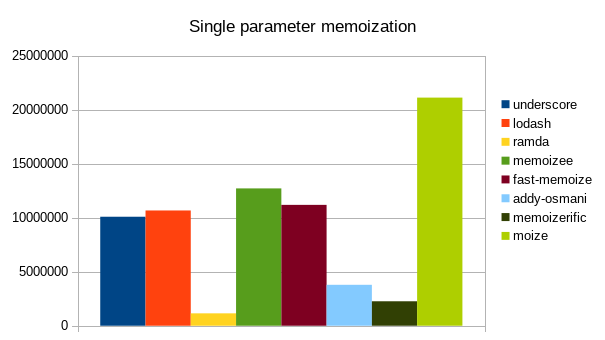 Single parameter memoization
25000000
20000000
15000000
10000000
5000000
0
underscore
lodash
ramda
memoizee
fast-memoize
addy-osmani
memoizerific
moize